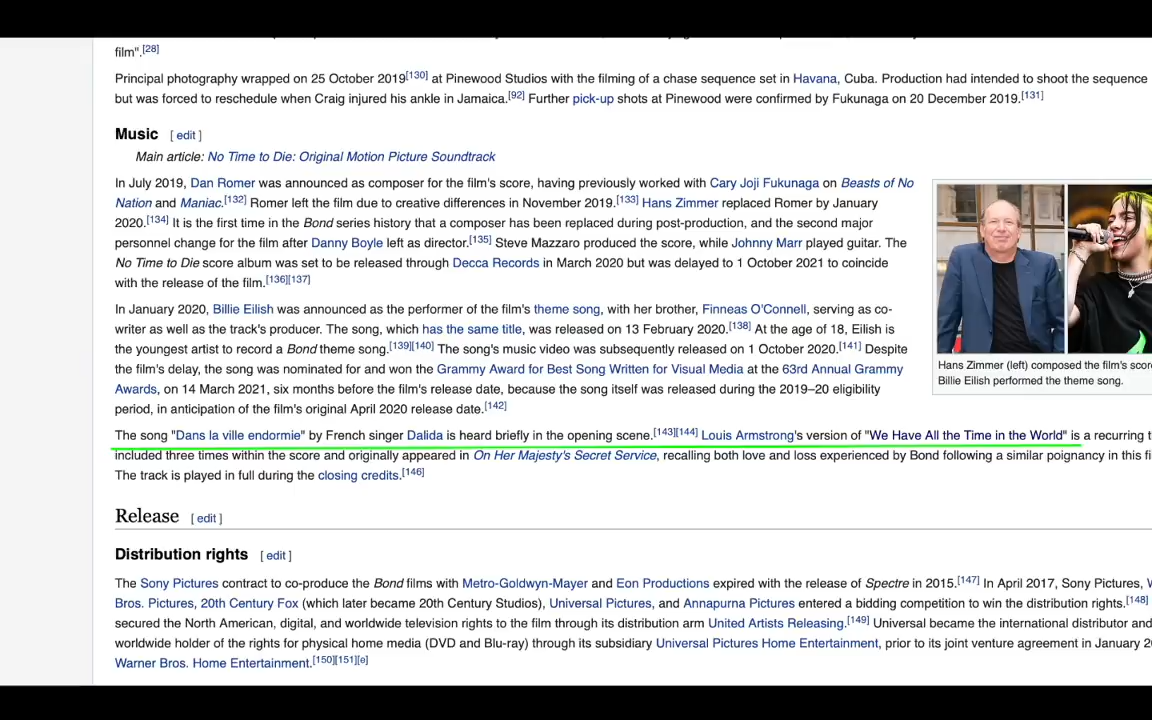 film".[28]
Principal photography wrapped on 25 October 2019[130] at Pinewood Studios with the filming of a chase sequence set in Havana, Cuba. Production had intended to shoot the sequence
but was forced to reschedule when Craig injured his ankle in Jamaica.[92] Further pick-up shots at Pinewood were confirmed by Fukunaga on 20 December 2019.[131]
Music [ edit ]
Main article: No Time to Die: Original Motion Picture Soundtrack
In July 2019, Dan Romer was announced as composer for the film's score, having previously worked with Cary Joji Fukunaga on Beasts of No
Nation and Maniac.[132] Romer left the film due to creative differences in November 2019.[133] Hans Zimmer replaced Romer by January
2020.[134] It is the first time in the Bond series history that a composer has been replaced during post-production, and the second major
personnel change for the film after Danny Boyle left as director.[135] Steve Mazzaro produced the score, while Johnny Marr played guitar. The
No Time to Die score album was set to be released through Decca Records in March 2020 but was delayed to 1 October 2021 to coincide
with the release of the film.[136][137]
In January 2020, Billie Eilish was announced as the performer of the film's theme song, with her brother, Finneas O'Connell, serving as co-
writer as well as the track's producer. The song, which has the same title, was released on 13 February 2020.[138] At the age of 18, Eilish is
the youngest artist to record a Bond theme song.[139][140] The song's music video was subsequently released on 1 October 2020.[141] Despite
the film's delay, the song was nominated for and won the Grammy Award for Best Song Written for Visual Media at the 63rd Annual Grammy
Awards, on 14 March 2021, six months before the film's release date, because the song itself was released during the 2019–20 eligibility
period, in anticipation of the film's original April 2020 release date.[142]
Hans Zimmer (left) composed the film's score
Billie Eilish performed the theme song.
The song "Dans la ville endormie" by French singer Dalida is heard briefly in the opening scene.[143][144] Louis Armstrong's version of "We Have All the Time in the World" is a recurring
included three times within the score and originally appeared in On Her Majesty's Secret Service, recalling both love and loss experienced by Bond following a similar poignancy in this
The track is played in full during the closing credits.[146]
Release [ edit ]
Distribution rights [ edit ]
The Sony Pictures contract to co-produce the Bond films with Metro-Goldwyn-Mayer and Eon Productions expired with the release of Spectre in 2015.[147] In April 2017, Sony Pictures,
Bros. Pictures, 20th Century Fox (which later became 20th Century Studios), Universal Pictures, and Annapurna Pictures entered a bidding competition to win the distribution rights.[148]
secured the North American, digital, and worldwide television rights to the film through its distribution arm United Artists Releasing.[149] Universal became the international distributor and
worldwide holder of the rights for physical home media (DVD and Blu-ray) through its subsidiary Universal Pictures Home Entertainment, prior to its joint venture agreement in January
Warner Bros. Home Entertainment.[150][151][e]